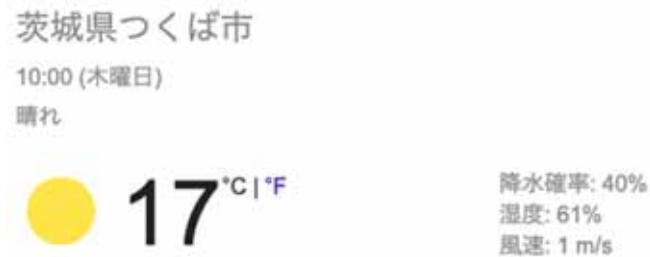 茨城県つくば市
10:00 (木曜日)
晴れ
17 °C | °F
降水確率: 40%
湿度: 61%
風速: 1 m/s